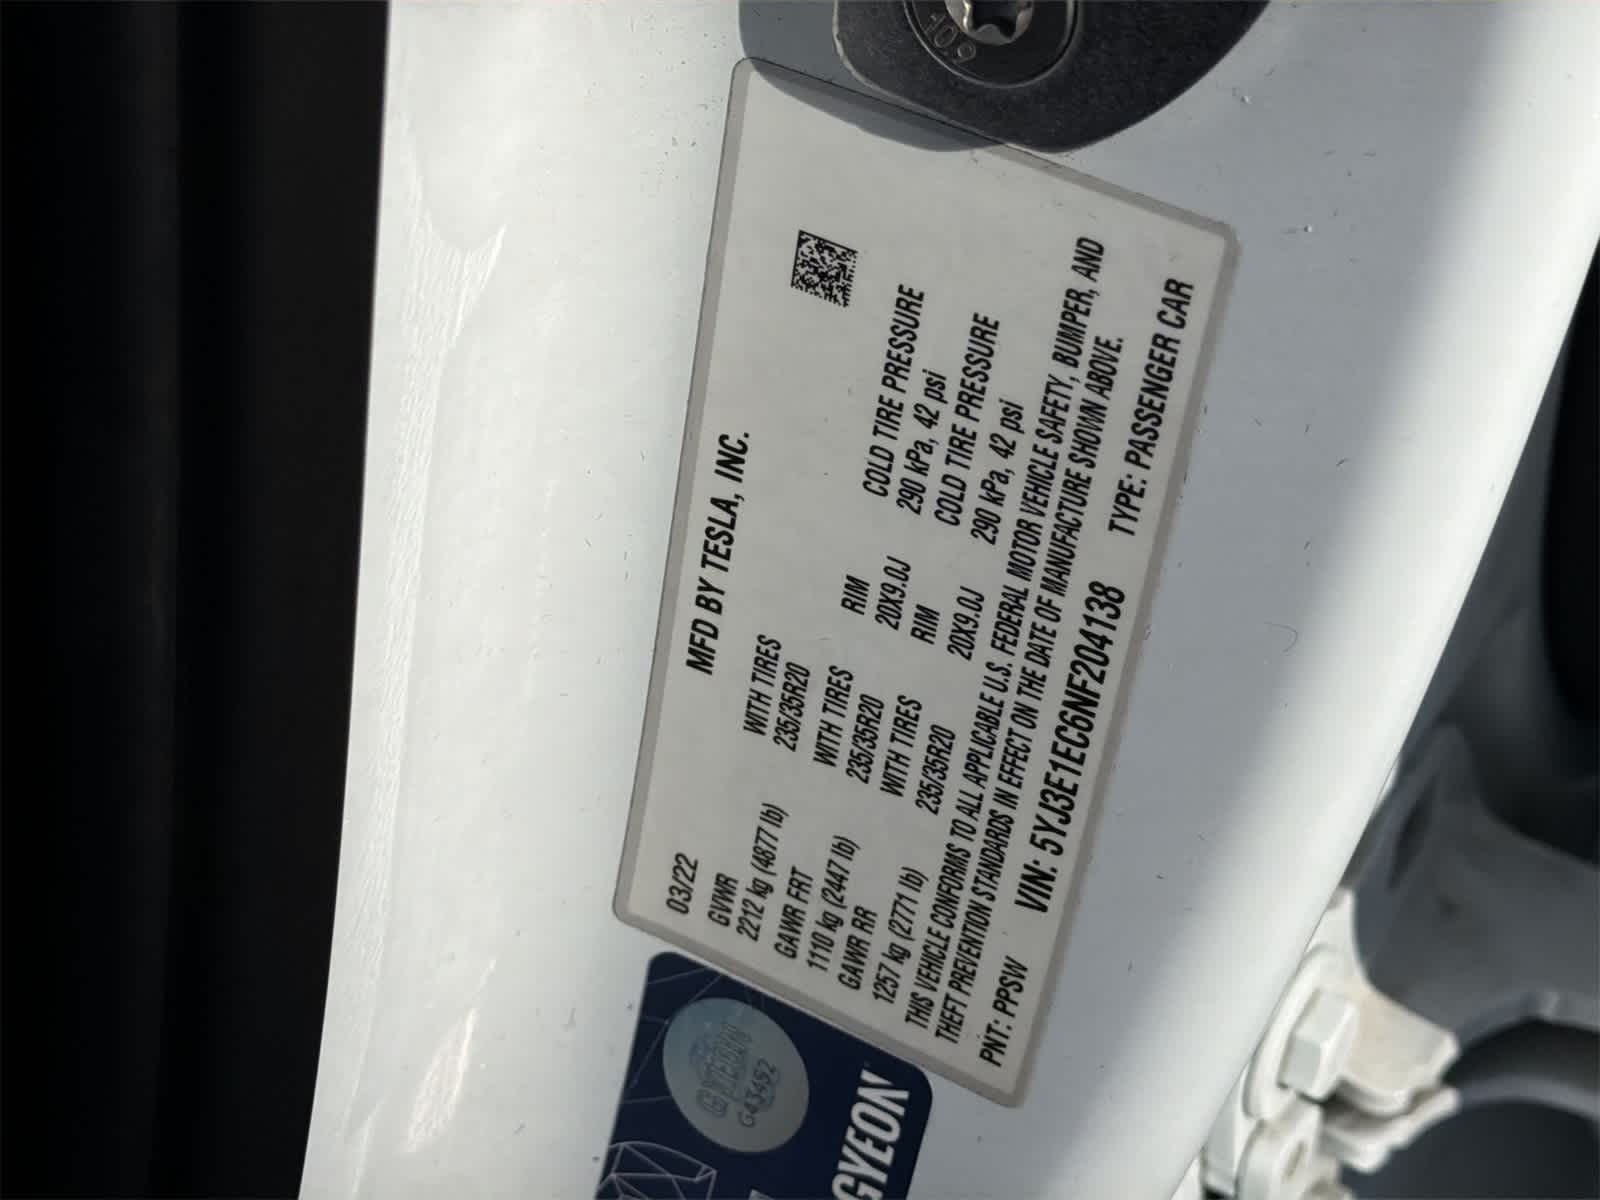 10.9
MFD BY TESLA, INC.
03/22
GVWR
2212 kg (4877 lb)
WITH TIRES
235/35R20
GAWR FRT
1110 kg (2447 lb)
WITH TIRES
235/35R20
RIM
20X9.0J
COLD TIRE PRESSURE
290 kPa, 42 psi
GAWR RR
1257 kg (2771 lb)
WITH TIRES
235/35R20
RIM
20X9.0J
COLD TIRE PRESSURE
290 kPa, 42 psi
THIS VEHICLE CONFORMS TO ALL APPLICABLE U.S. FEDERAL MOTOR VEHICLE SAFETY, BUMPER, AND
THEFT PREVENTION STANDARDS IN EFFECT ON THE DATE OF MANUFACTURE SHOWN ABOVE.
PNT: PPSW VIN: 5YJ3E1EC6NF204138 TYPE: PASSENGER CAR
GYEON
G43452
GYEON